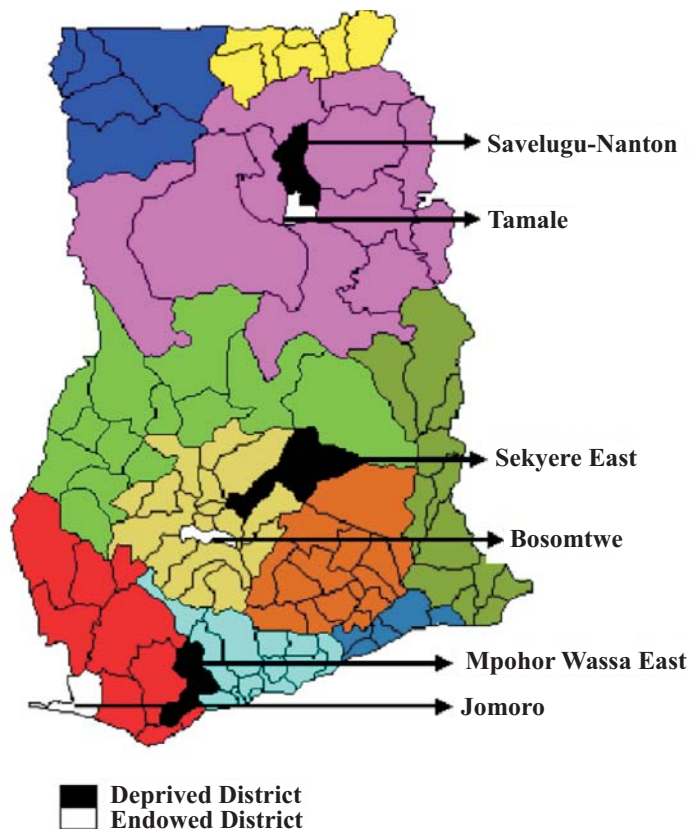 Savelugu-Nanton
Tamale
Sekyere East
Bosomtwe
Mpohor Wassa East
Jomoro
Deprived District
Endowed District